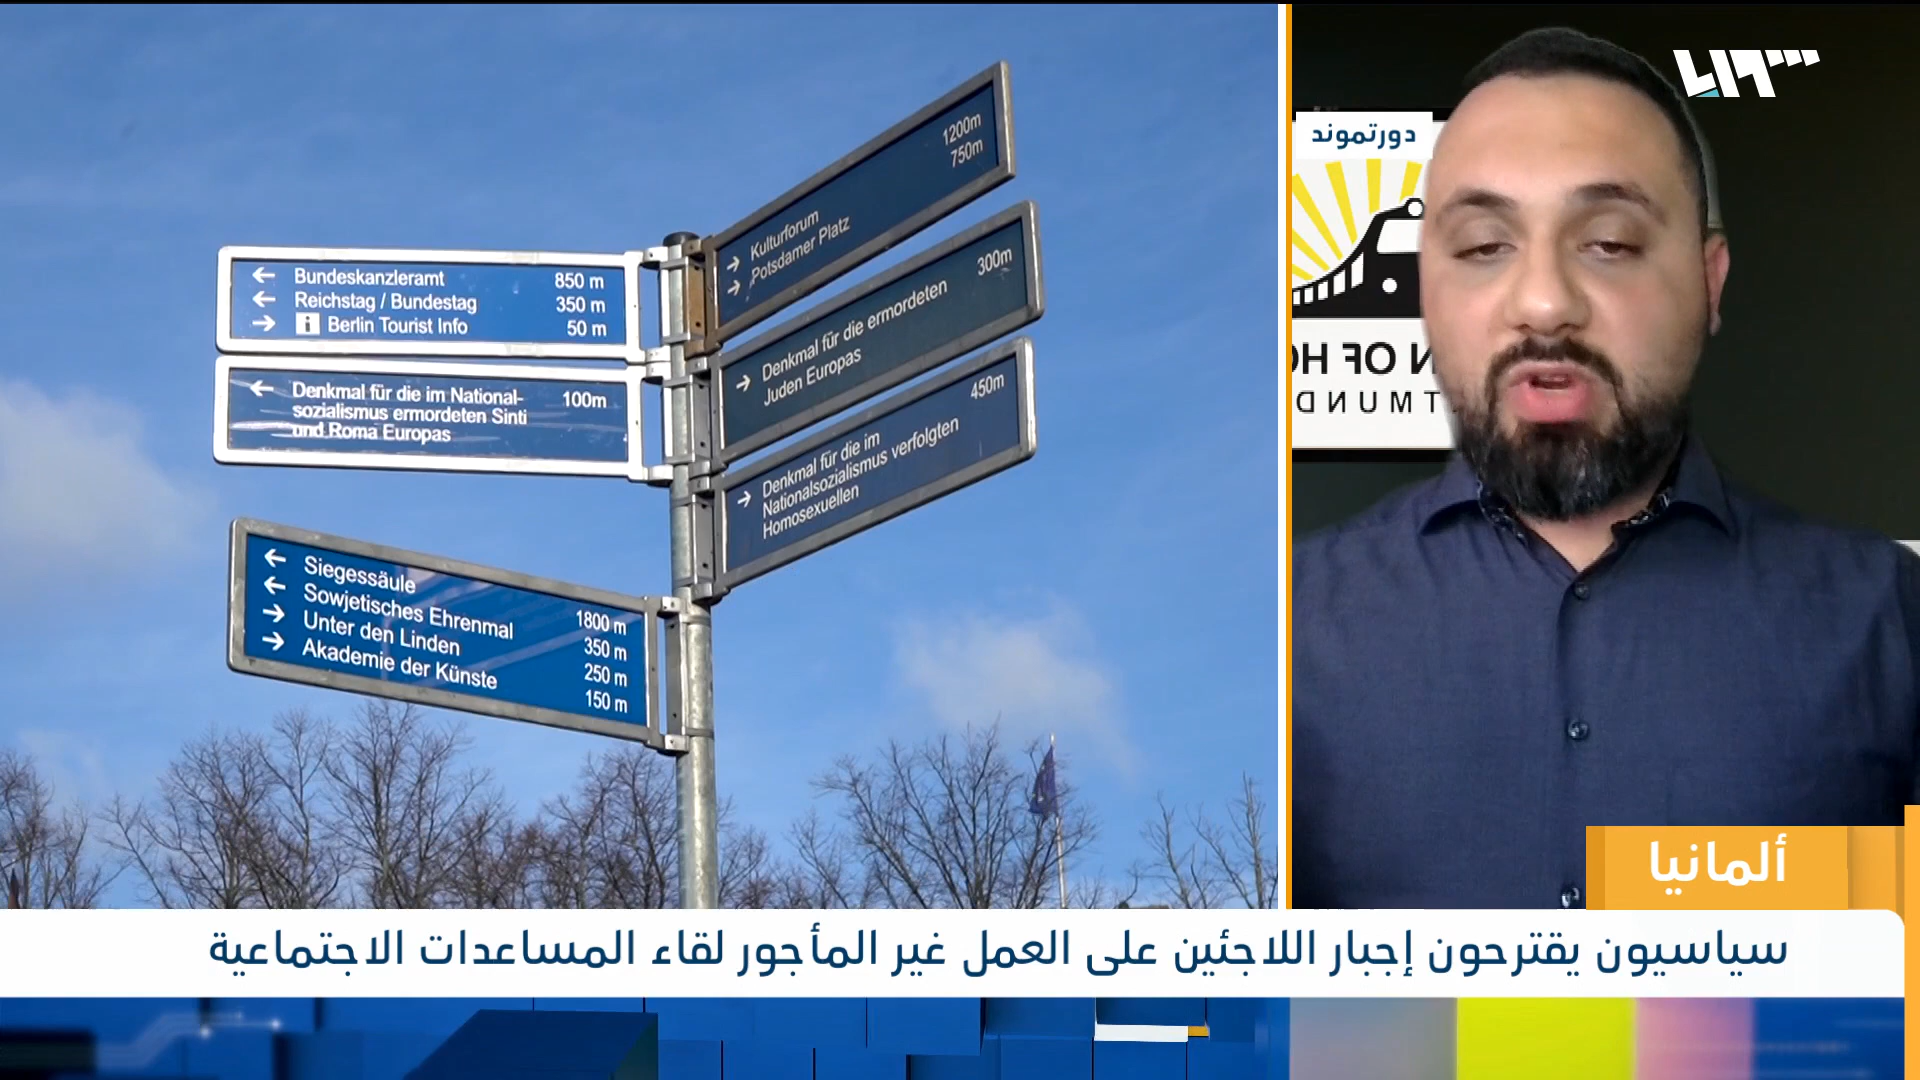 1200m
750m
Kulturforum
Potsdamer Platz
Bundeskanzleramt 850 m
Reichstag / Bundestag 350 m
i Berlin Tourist Info 50 m
300m
Denkmal für die ermordeten
Juden Europas
Denkmal für die im National- 100m
sozialismus ermordeten Sinti
und Roma Europas
450m
Denkmal für die im
Nationalsozialismus verfolgten
Homosexuellen
Siegessäule 1800 m
Sowjetisches Ehrenmal 350 m
Unter den Linden 250 m
Akademie der Künste 150 m
دورتموند
OF
ألمانيا
سياسيون يقترحون إجبار اللاجئين على العمل غير المأجور لقاء المساعدات الاجتماعية